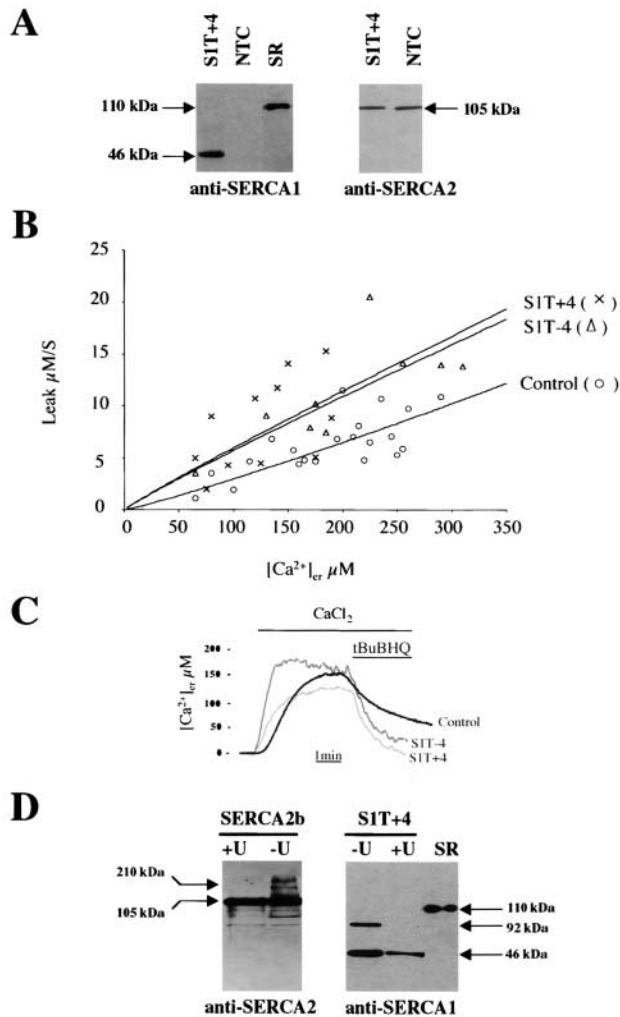 A
S1T+4 NTC SR S1T+4 NTC
110 kDa 105 kDa
46 kDa
anti-SERCA1 anti-SERCA2
B
Leak µM/S
25
20
15
10
5
0
0 50 100 150 200 250 300 350
[Ca²⁺]er µM
S1T+4 ( × )
S1T-4 ( Δ )
Control ( ○ )
C
CaCl₂
tBuBHQ
[Ca²⁺]er µM
200 -
150 -
100 -
50 -
0 -
1min
Control
S1T-4
S1T+4
D
SERCA2b S1T+4
+U -U -U +U SR
210 kDa
105 kDa
110 kDa
92 kDa
46 kDa
anti-SERCA2 anti-SERCA1